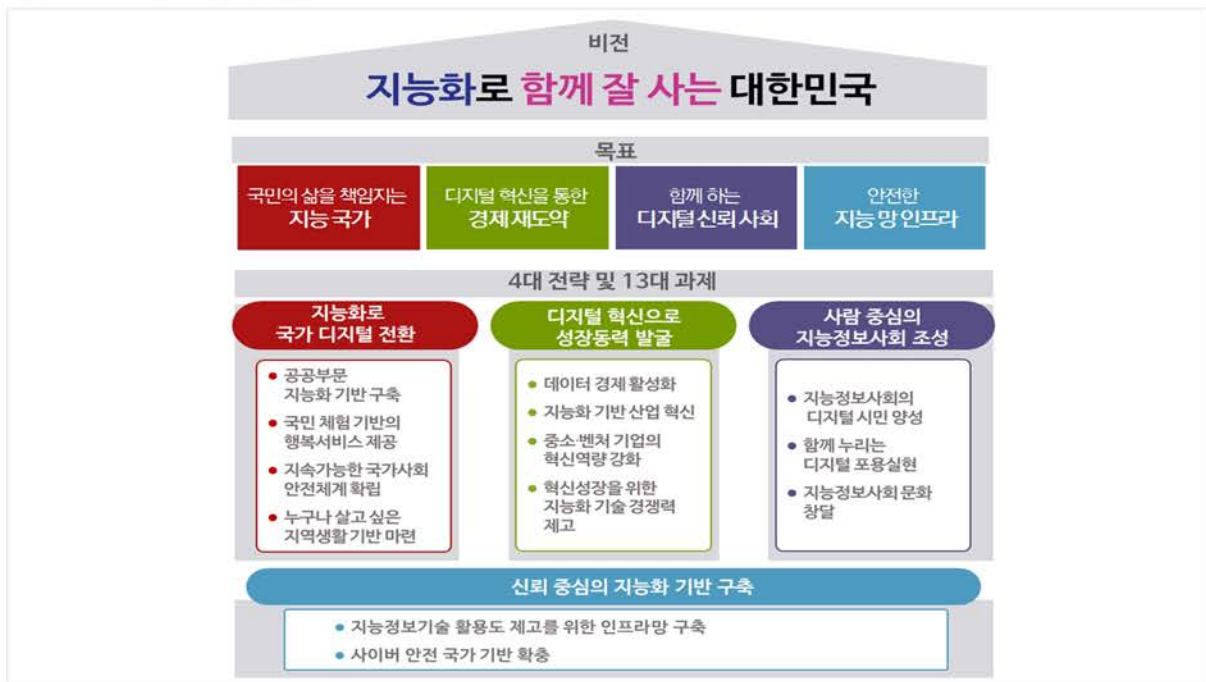 비전
지능화로 함께 잘 사는 대한민국
목표
국민의 삶을 책임지는
지능 국가
디지털 혁신을 통한
경제 재도약
함께 하는
디지털 신뢰 사회
안전한
지능 망 인프라
4대 전략 및 13대 과제
지능화로
국가 디지털 전환
• 공공부문
지능화 기반 구축
• 국민 체험 기반의
행복서비스 제공
• 지속가능한 국가사회
안전체계 확립
• 누구나 살고 싶은
지역생활 기반 마련
디지털 혁신으로
성장동력 발굴
• 데이터 경제 활성화
• 지능화 기반 산업 혁신
• 중소·벤처 기업의
혁신역량 강화
• 혁신성장을 위한
지능화 기술 경쟁력
제고
사람 중심의
지능정보사회 조성
• 지능정보사회의
디지털 시민 양성
• 함께 누리는
디지털 포용실현
• 지능정보사회 문화
창달
신뢰 중심의 지능화 기반 구축
• 지능정보기술 활용도 제고를 위한 인프라망 구축
• 사이버 안전 국가 기반 확충